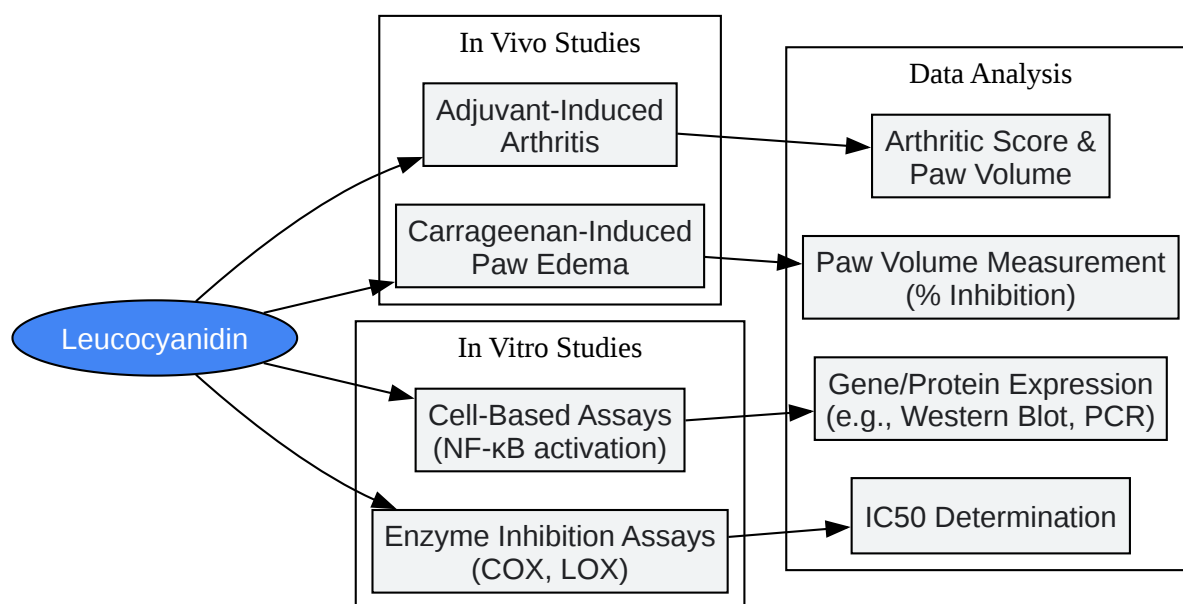 Leucocyanidin
In Vivo Studies
Adjuvant-Induced
Arthritis
Carrageenan-Induced
Paw Edema
In Vitro Studies
Cell-Based Assays
(NF-κB activation)
Enzyme Inhibition Assays
(COX, LOX)
Data Analysis
Arthritic Score &
Paw Volume
Paw Volume Measurement
(% Inhibition)
Gene/Protein Expression
(e.g., Western Blot, PCR)
IC50 Determination